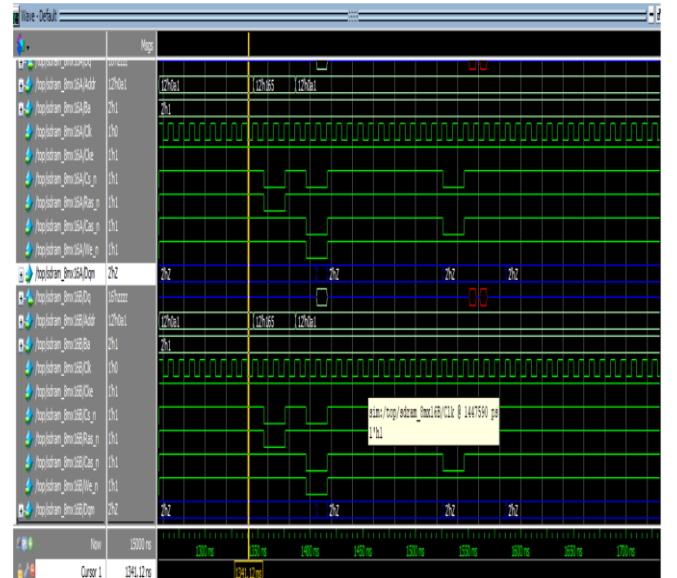 Wave - Default
Msgs
/top/sdram_8mx16A/Dq 16'hzzzz
/top/sdram_8mx16A/Addr 12'h0a1 12'h0a1 12'h165 12'h0a1
/top/sdram_8mx16A/Ba 2'h1 2'h1
/top/sdram_8mx16A/Clk 1'h0
/top/sdram_8mx16A/Cke 1'h1
/top/sdram_8mx16A/Cs_n 1'h1
/top/sdram_8mx16A/Ras_n 1'h1
/top/sdram_8mx16A/Cas_n 1'h1
/top/sdram_8mx16A/We_n 1'h1
/top/sdram_8mx16A/Dqm 2'hZ 2'hZ 2'hZ 2'hZ 2'hZ
/top/sdram_8mx16B/Dq 16'hzzzz
/top/sdram_8mx16B/Addr 12'h0a1 12'h0a1 12'h165 12'h0a1
/top/sdram_8mx16B/Ba 2'h1 2'h1
/top/sdram_8mx16B/Clk 1'h0
/top/sdram_8mx16B/Cke 1'h1
/top/sdram_8mx16B/Cs_n 1'h1
sim:/top/sdram_8mx16B/Clk @ 1447590 ps
/top/sdram_8mx16B/Ras_n 1'h1
1'h1
/top/sdram_8mx16B/Cas_n 1'h1
/top/sdram_8mx16B/We_n 1'h1
/top/sdram_8mx16B/Dqm 2'hZ 2'hZ 2'hZ 2'hZ 2'hZ
Now 15000 ns 1300 ns 1350 ns 1400 ns 1450 ns 1500 ns 1550 ns 1600 ns 1650 ns 1700 ns
Cursor 1 1341.12 ns 1341.12 ns